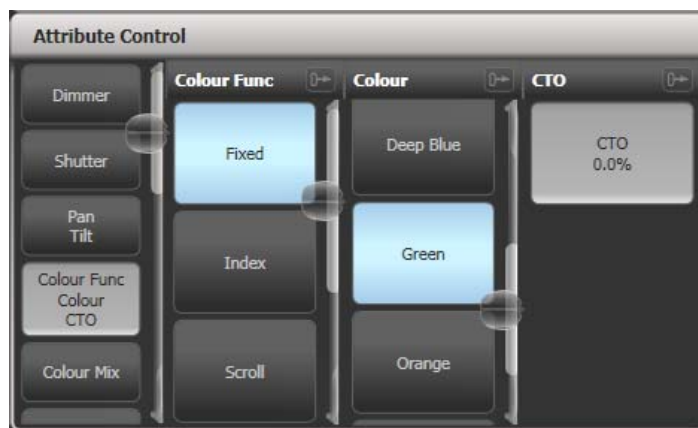 Attribute Control
Dimmer
Shutter
Pan
Tilt
Colour Func
Colour
CTO
Colour Mix
Colour Func
Fixed
Index
Scroll
Colour
Deep Blue
Green
Orange
CTO
CTO
0.0%